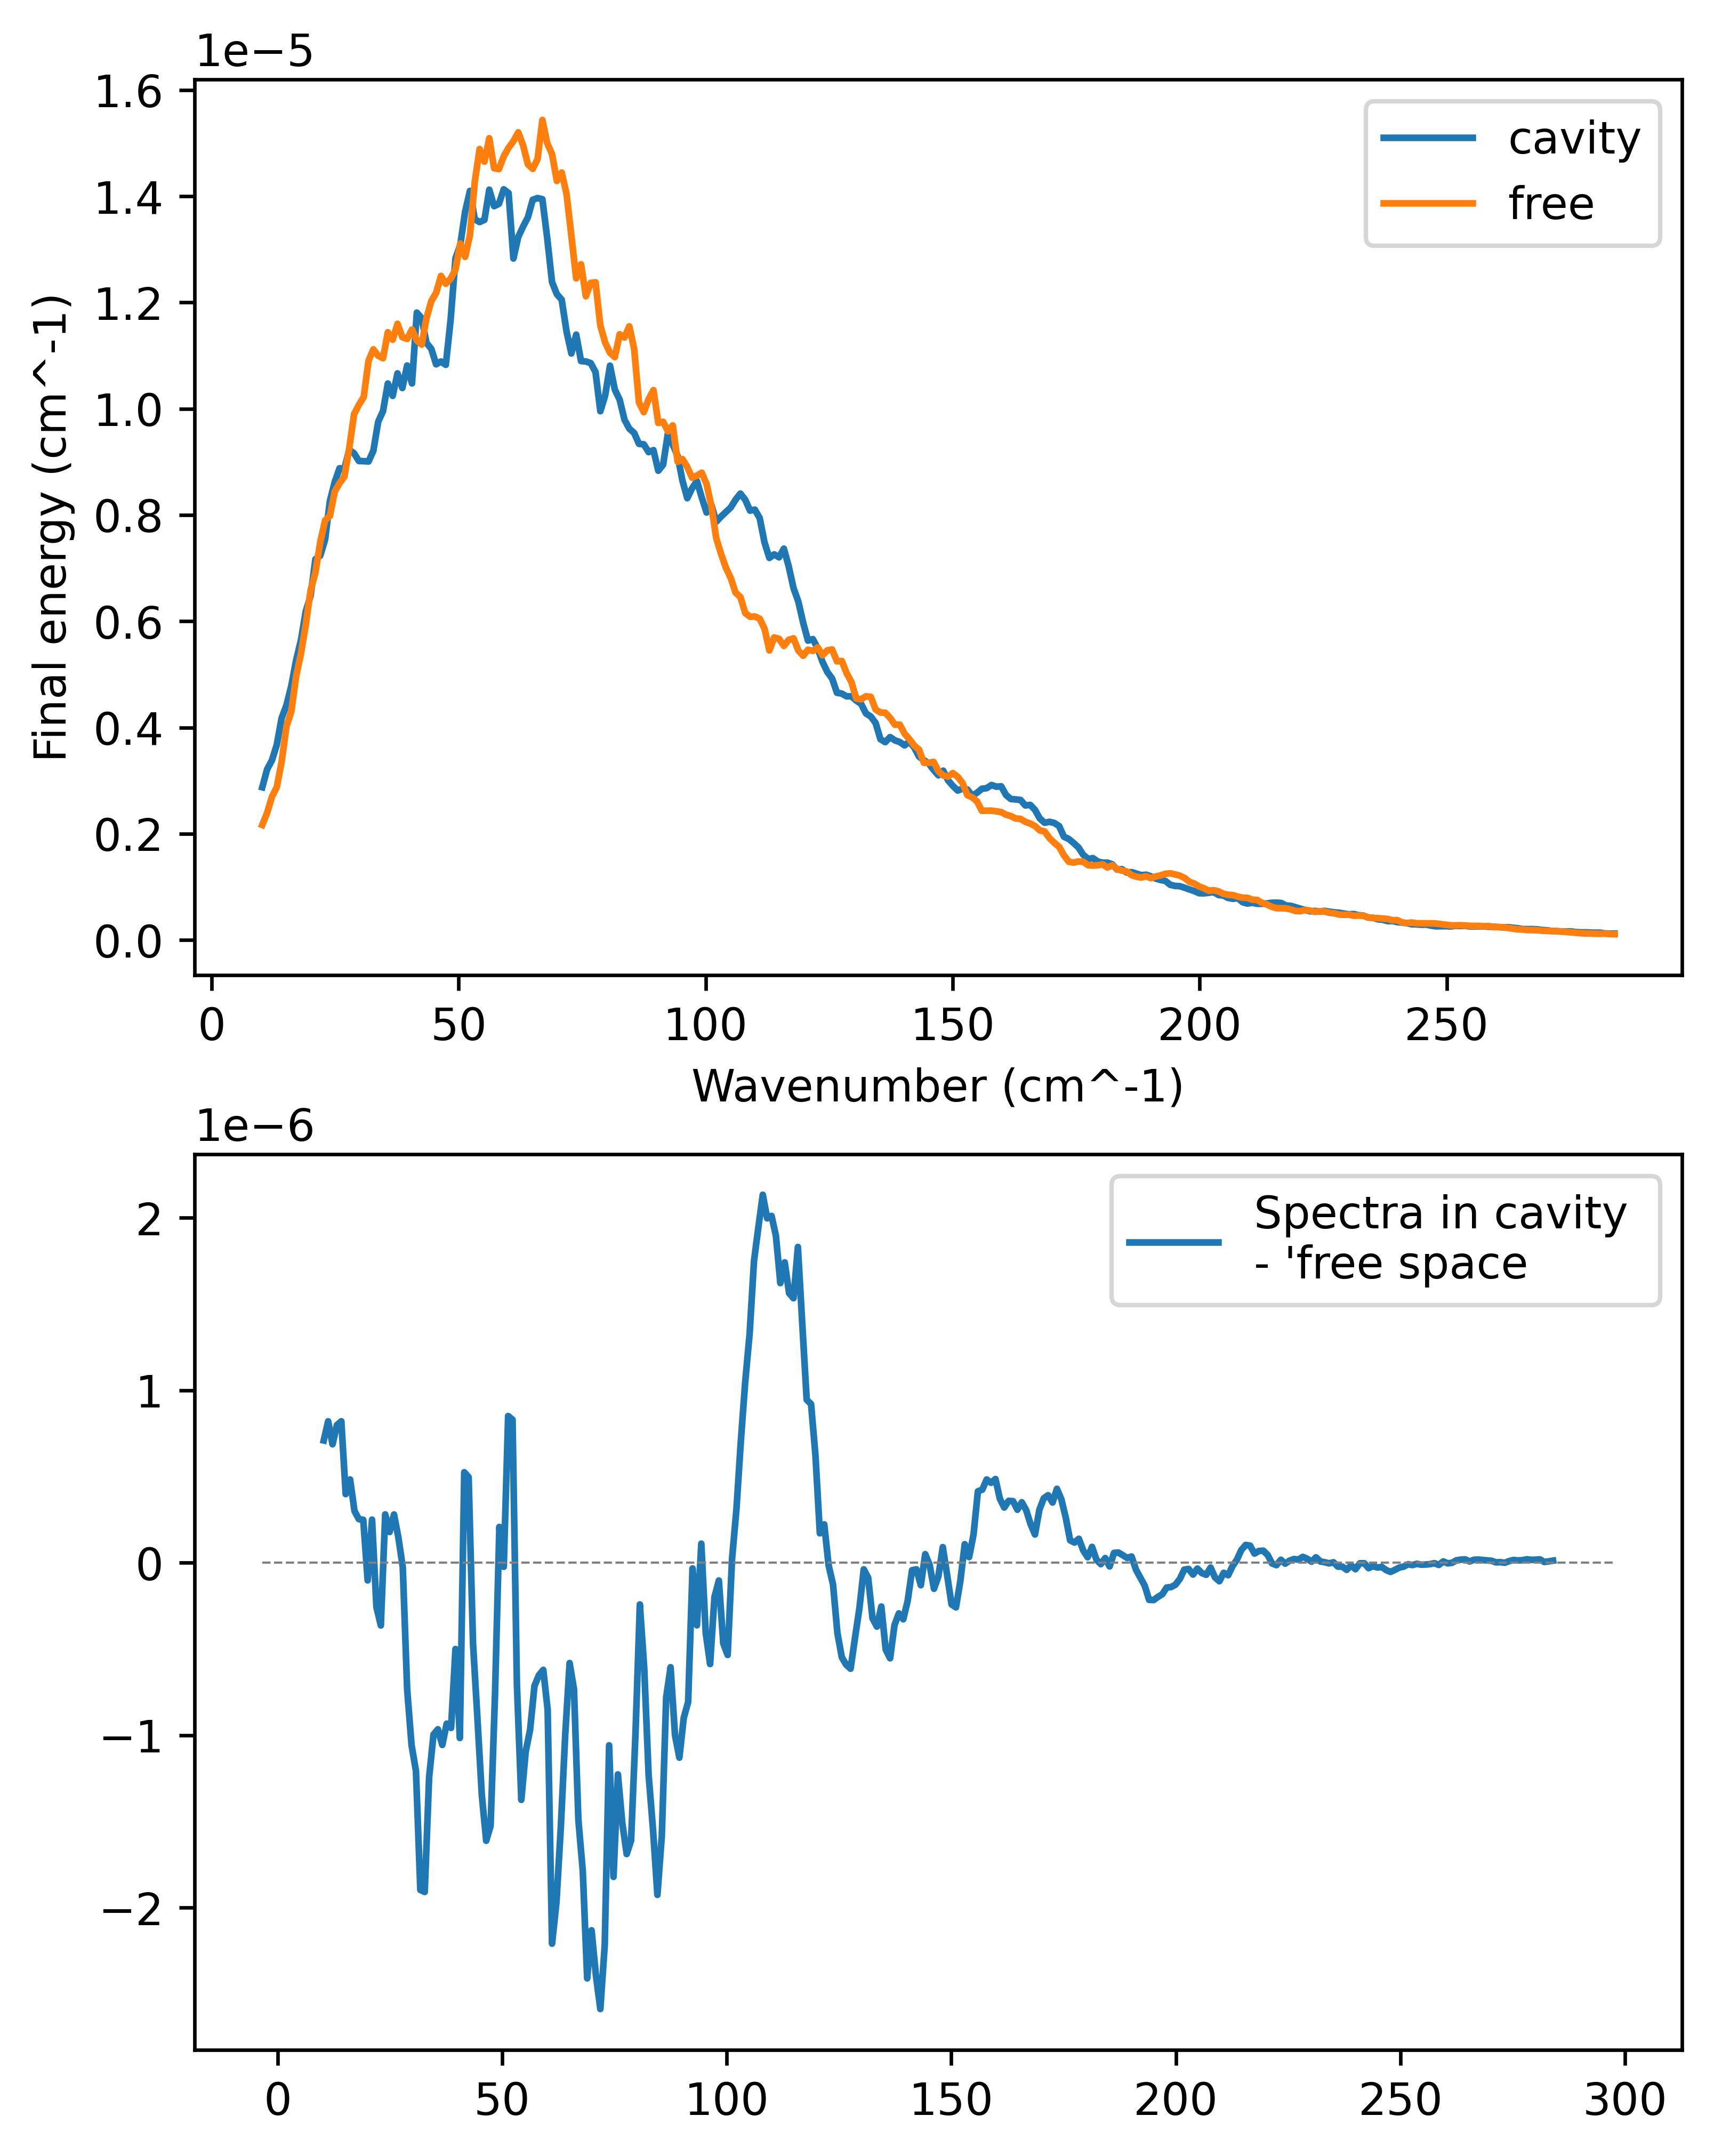 1e−5
1.6
1.4
1.2
1.0
0.8
0.6
0.4
0.2
0.0
Final energy (cm^-1)
cavity
free
0 50 100 150 200 250
Wavenumber (cm^-1)
1e−6
2
1
0
−1
−2
Spectra in cavity
- 'free space
0 50 100 150 200 250 300